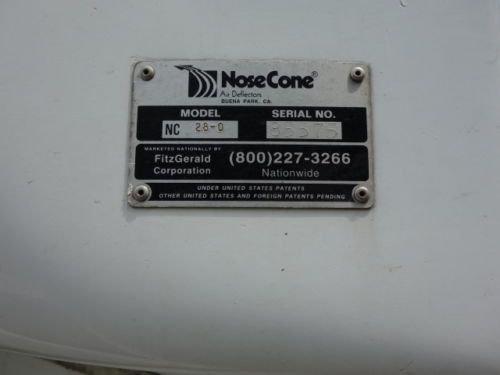 NoseCone®
Air Deflectors
BUENA PARK, CA.
MODEL SERIAL NO.
NC 28-0
MARKETED NATIONALLY BY
FitzGerald (800)227-3266
Corporation Nationwide
UNDER UNITED STATES PATENTS
OTHER UNITED STATES AND FOREIGN PATENTS PENDING